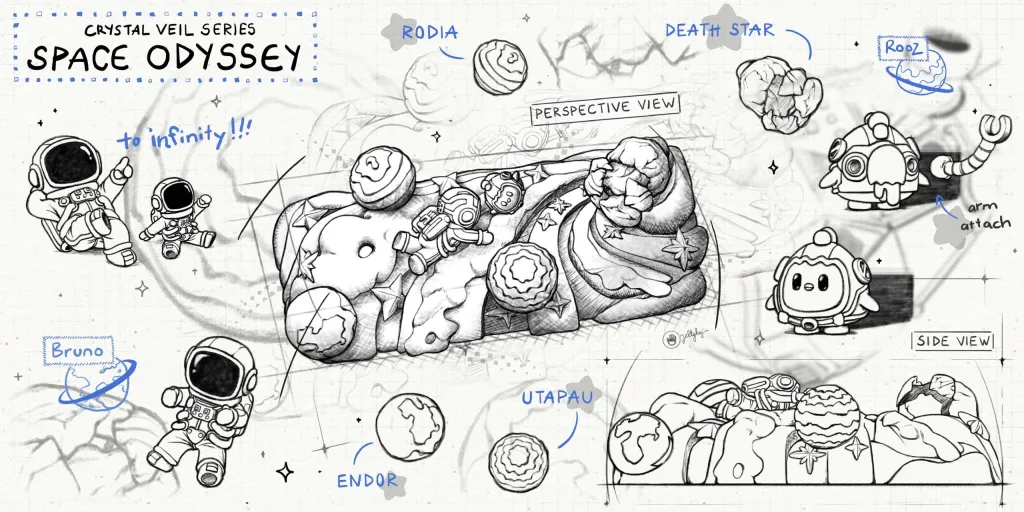 CRYSTAL VEIL SERIES
SPACE ODYSSEY
RODIA
DEATH STAR
Rooz
PERSPECTIVE VIEW
to infinity!!!
arm
attach
SIDE VIEW
Bruno
UTAPAU
ENDOR